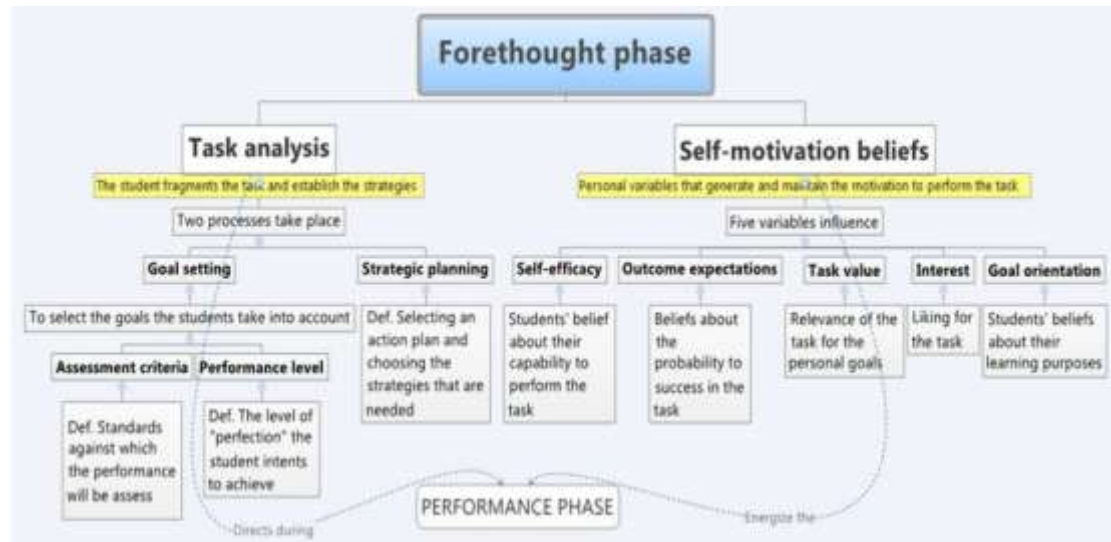 Forethought phase
Task analysis
The student fragments the task and establish the strategies
Two processes take place
Goal setting
To select the goals the students take into account
Assessment criteria
Def. Standards
against which
the performance
will be assess
Performance level
Def. The level of
"perfection" the
student intents
to achieve
Strategic planning
Def. Selecting an
action plan and
choosing the
strategies that are
needed
Self-motivation beliefs
Personal variables that generate and maintain the motivation to perform the task
Five variables influence
Self-efficacy
Students' belief
about their
capability to
perform the
task
Outcome expectations
Beliefs about
the
probability to
success in the
task
Task value
Relevance of the
task for the
personal goals
Interest
Liking for
the task
Goal orientation
Students' beliefs
about their
learning purposes
PERFORMANCE PHASE
Directs during
Energize the